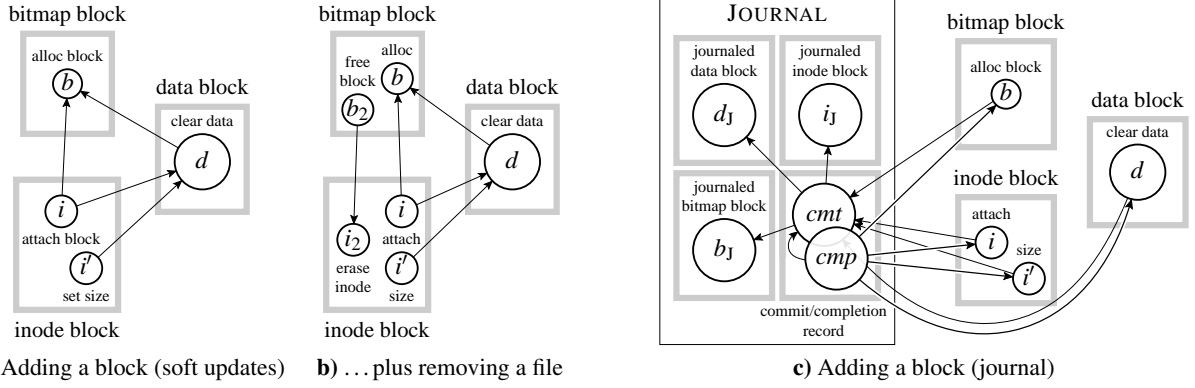 bitmap block
alloc block
b
data block
clear data
d
i
attach block
i′
set size
inode block
Adding a block (soft updates)
bitmap block
free
block
alloc
b
b₂
data block
clear data
d
i
attach
i₂
erase
inode
i′
size
inode block
b) . . . plus removing a file
JOURNAL
journaled
data block
d_J
journaled
inode block
i_J
journaled
bitmap block
b_J
cmt
cmp
commit/completion
record
bitmap block
alloc block
b
inode block
attach
i
size
i′
data block
clear data
d
c) Adding a block (journal)